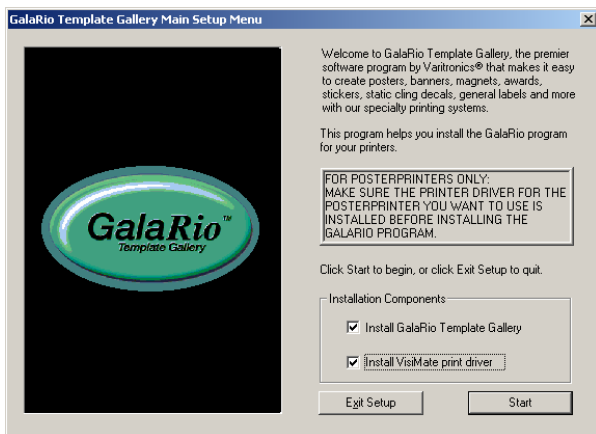 GalaRio Template Gallery Main Setup Menu
Welcome to GalaRio Template Gallery, the premier
software program by Varitronics® that makes it easy
to create posters, banners, magnets, awards,
stickers, static cling decals, general labels and more
with our specialty printing systems.
This program helps you install the GalaRio program
for your printers.
FOR POSTERPRINTERS ONLY:
MAKE SURE THE PRINTER DRIVER FOR THE
POSTERPRINTER YOU WANT TO USE IS
INSTALLED BEFORE INSTALLING THE
GALARIO PROGRAM.
GalaRio™
Template Gallery
Click Start to begin, or click Exit Setup to quit.
Installation Components
Install GalaRio Template Gallery
Install VisiMate print driver
Exit Setup
Start